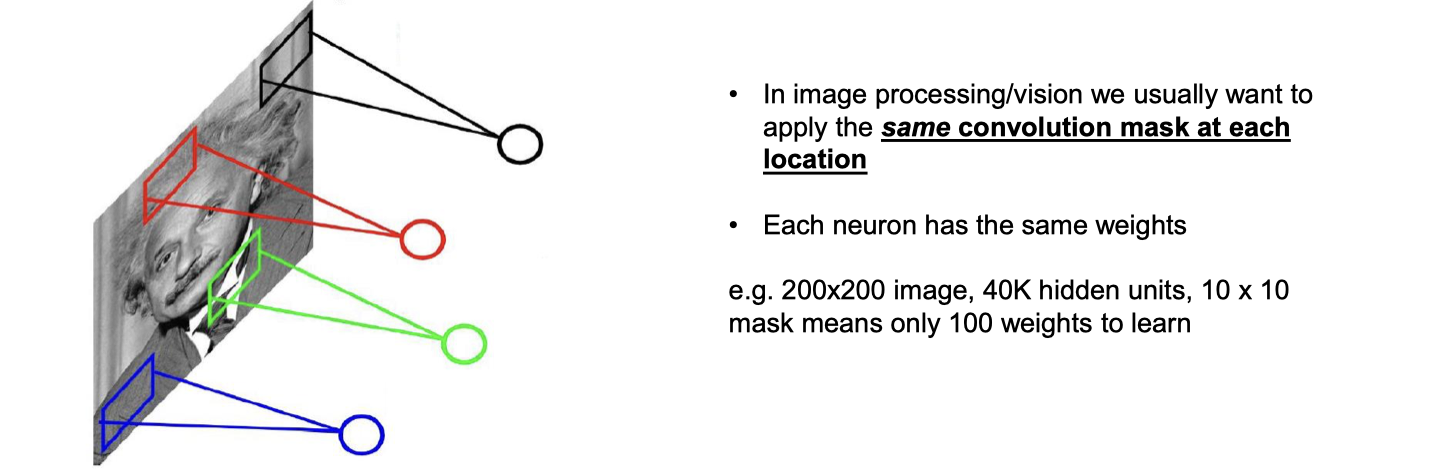 • In image processing/vision we usually want to
apply the same convolution mask at each
location
• Each neuron has the same weights
e.g. 200x200 image, 40K hidden units, 10 x 10
mask means only 100 weights to learn